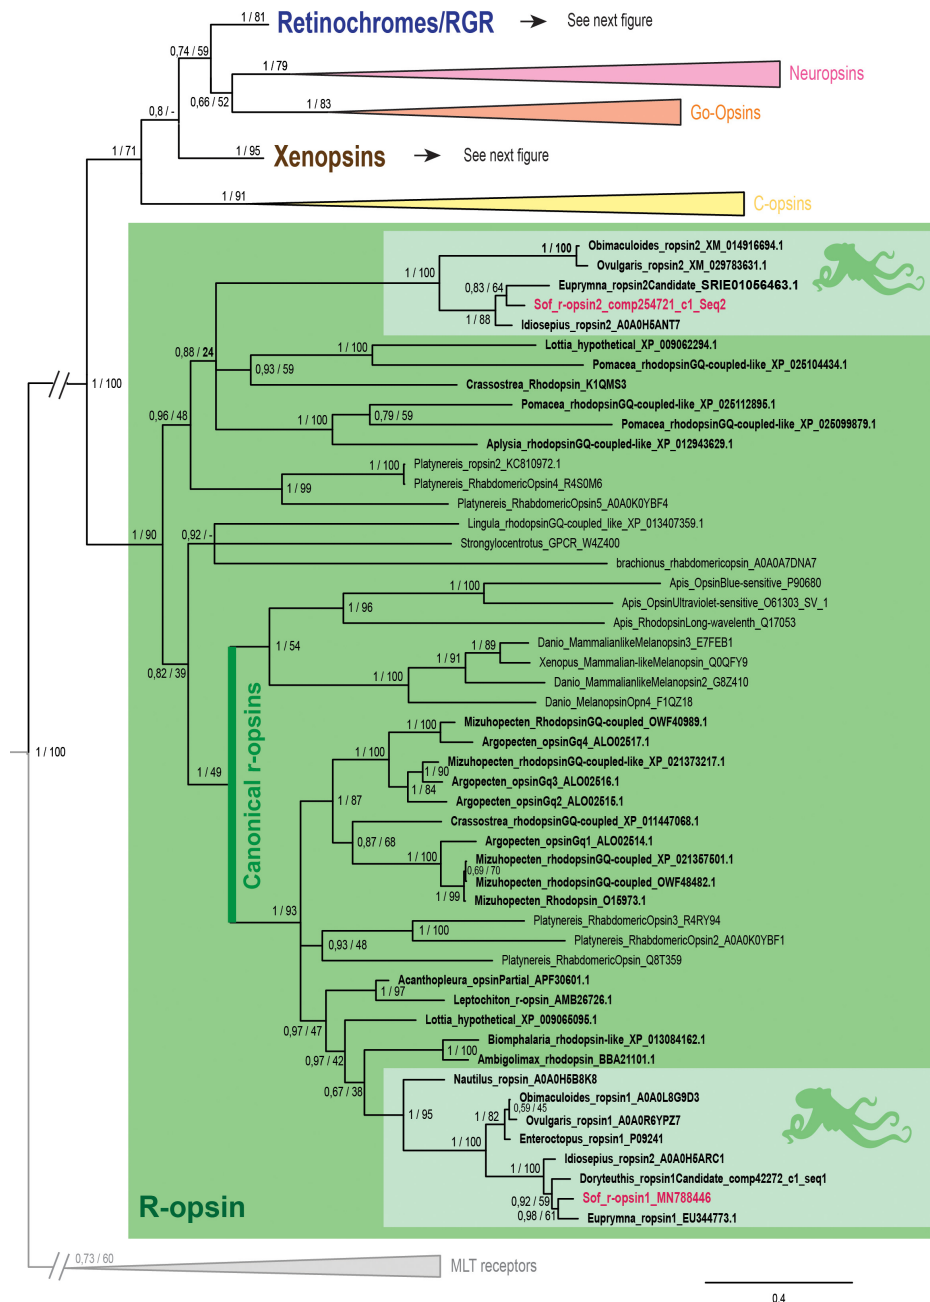 1 / 81
Retinochromes/RGR
See next figure
0,74 / 59
1 / 79
Neuropsins
0,66 / 52
1 / 83
Go-Opsins
0,8 / -
1 / 71
1 / 95
Xenopsins
See next figure
1 / 91
C-opsins
1 / 100
Obimaculoides_ropsin2_XM_014916694.1
Ovulgaris_ropsin2_XM_029783631.1
1 / 100
0,83 / 64
Euprymna_ropsin2Candidate_SRIE01056463.1
Sof_r-opsin2_comp254721_c1_Seq2
1 / 88
Idiosepius_ropsin2_A0A0H5ANT7
0,88 / 24
1 / 100
Lottia_hypothetical_XP_009062294.1
0,93 / 59
Pomacea_rhodopsinGQ-coupled-like_XP_025104434.1
1 / 100
Crassostrea_Rhodopsin_K1QMS3
0,96 / 48
0,79 / 59
Pomacea_rhodopsinGQ-coupled-like_XP_025112895.1
1 / 100
Pomacea_rhodopsinGQ-coupled-like_XP_025099879.1
Aplysia_rhodopsinGQ-coupled-like_XP_012943629.1
1 / 100
Platynereis_ropsin2_KC810972.1
1 / 99
Platynereis_RhabdomericOpsin4_R4S0M6
Platynereis_RhabdomericOpsin5_A0A0K0YBF4
1 / 90
0,92 / -
Lingula_rhodopsinGQ-coupled_like_XP_013407359.1
Strongylocentrotus_GPCR_W4Z400
brachionus_rhabdomericopsin_A0A0A7DNA7
1 / 100
Apis_OpsinBlue-sensitive_P90680
1 / 96
Apis_OpsinUltraviolet-sensitive_O61303_SV_1
Apis_RhodopsinLong-wavelenth_Q17053
1 / 54
1 / 89
Danio_MammalianlikeMelanopsin3_E7FEB1
1 / 91
Xenopus_Mammalian-likeMelanopsin_Q0QFY9
0,82 / 39
1 / 100
Danio_MammalianlikeMelanopsin2_G8Z410
Danio_MelanopsinOpn4_F1QZ18
Canonical r-opsins
1 / 100
Mizuhopecten_RhodopsinGQ-coupled_OWF40989.1
Argopecten_opsinGq4_ALO02517.1
1 / 100
1 / 100
Mizuhopecten_rhodopsinGQ-coupled-like_XP_021373217.1
1 / 90
1 / 49
Argopecten_opsinGq3_ALO02516.1
1 / 84
1 / 87
Argopecten_opsinGq2_ALO02515.1
Crassostrea_rhodopsinGQ-coupled_XP_011447068.1
0,87 / 68
Argopecten_opsinGq1_ALO02514.1
1 / 100
Mizuhopecten_rhodopsinGQ-coupled_XP_021357501.1
0,69 / 70
Mizuhopecten_rhodopsinGQ-coupled_OWF48482.1
1 / 99
Mizuhopecten_Rhodopsin_O15973.1
1 / 93
Platynereis_RhabdomericOpsin3_R4RY94
1 / 100
Platynereis_RhabdomericOpsin2_A0A0K0YBF1
0,93 / 48
Platynereis_RhabdomericOpsin_Q8T359
Acanthopleura_opsinPartial_APF30601.1
1 / 97
Leptochiton_r-opsin_AMB26726.1
0,97 / 47
Lottia_hypothetical_XP_009065095.1
0,97 / 42
Biomphalaria_rhodopsin-like_XP_013084162.1
1 / 100
Ambigolimax_rhodopsin_BBA21101.1
0,67 / 38
Nautilus_ropsin_A0A0H5B8K8
Obimaculoides_ropsin1_A0A0L8G9D3
0,59 / 45
1 / 95
1 / 82
Ovulgaris_ropsin1_A0A0R6YPZ7
1 / 100
Enteroctopus_ropsin1_P09241
Idiosepius_ropsin2_A0A0H5ARC1
1 / 100
Doryteuthis_ropsin1Candidate_comp42272_c1_seq1
0,92 / 59
Sof_r-opsin1_MN788446
0,98 / 61
Euprymna_ropsin1_EU344773.1
R-opsin
0,73 / 60
MLT receptors
0.4